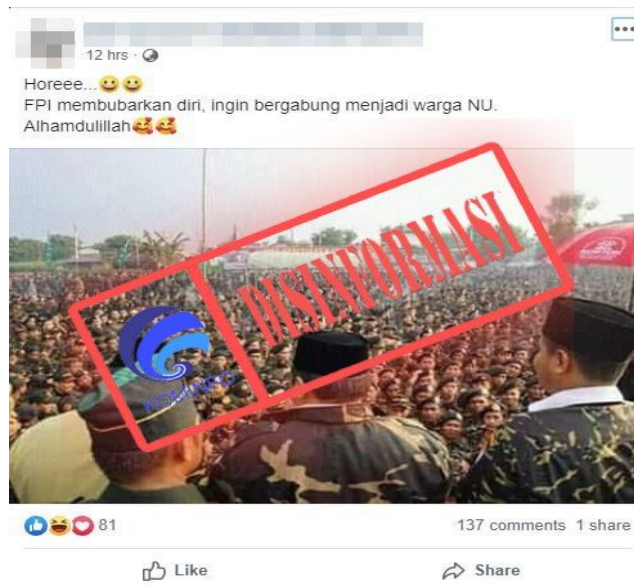 12 hrs ·
Horeee...😀😀
FPI membubarkan diri, ingin bergabung menjadi warga NU.
Alhamdulillah🥰🥰
DISINFORMASI
KOMINFO
81
137 comments 1 share
Like
Share